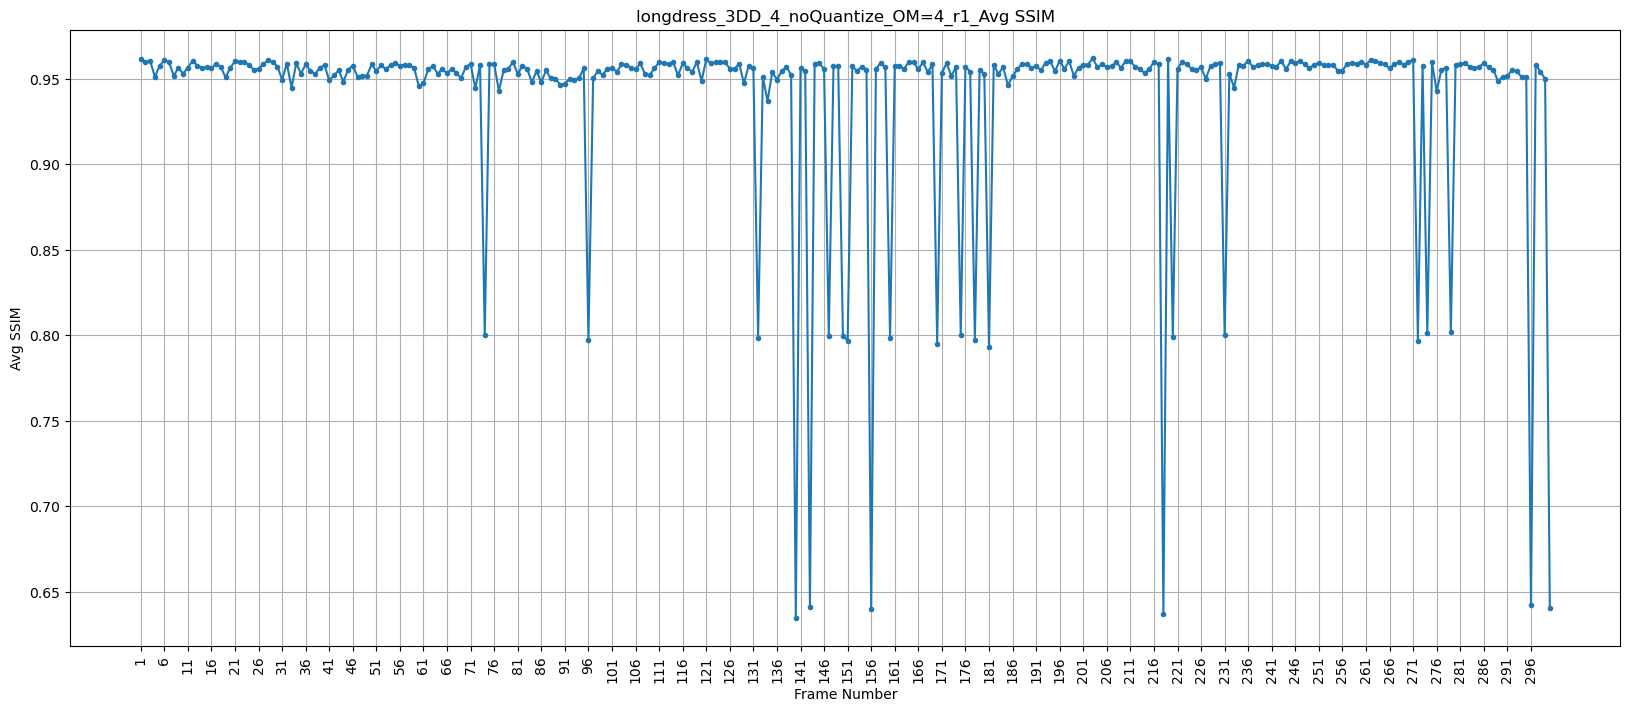 longdress_3DD_4_noQuantize_OM=4_r1_Avg SSIM
Avg SSIM
0.95
0.90
0.85
0.80
0.75
0.70
0.65
1 6 11 16 21 26 31 36 41 46 51 56 61 66 71 76 81 86 91 96 101 106 111 116 121 126 131 136 141 146 151 156 161 166 171 176 181 186 191 196 201 206 211 216 221 226 231 236 241 246 251 256 261 266 271 276 281 286 291 296
Frame Number